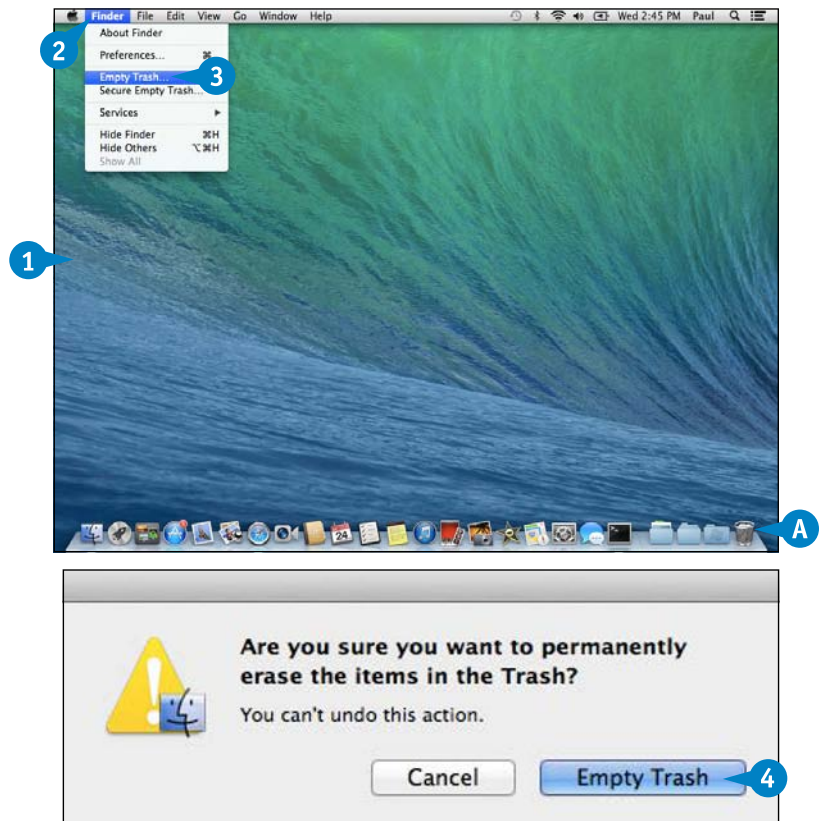 Finder File Edit View Go Window Help Wed 2:45 PM Paul
2
About Finder
Preferences... ⌘
Empty Trash... 3
Secure Empty Trash...
Services
Hide Finder ⌘H
Hide Others ⌥⌘H
Show All
1
24
A
Are you sure you want to permanently
erase the items in the Trash?
You can't undo this action.
Cancel Empty Trash 4